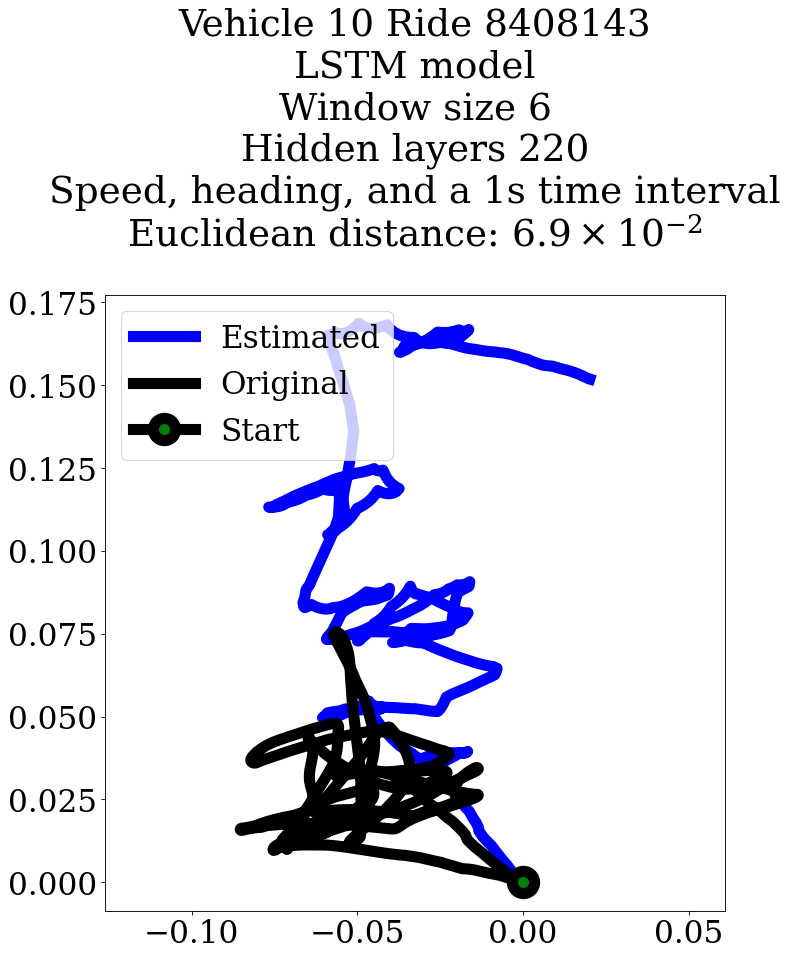 Vehicle 10 Ride 8408143
LSTM model
Window size 6
Hidden layers 220
Speed, heading, and a 1s time interval
Euclidean distance: 6.9 × 10⁻²
0.175
0.150
0.125
0.100
0.075
0.050
0.025
0.000
Estimated
Original
Start
−0.10
−0.05
0.00
0.05